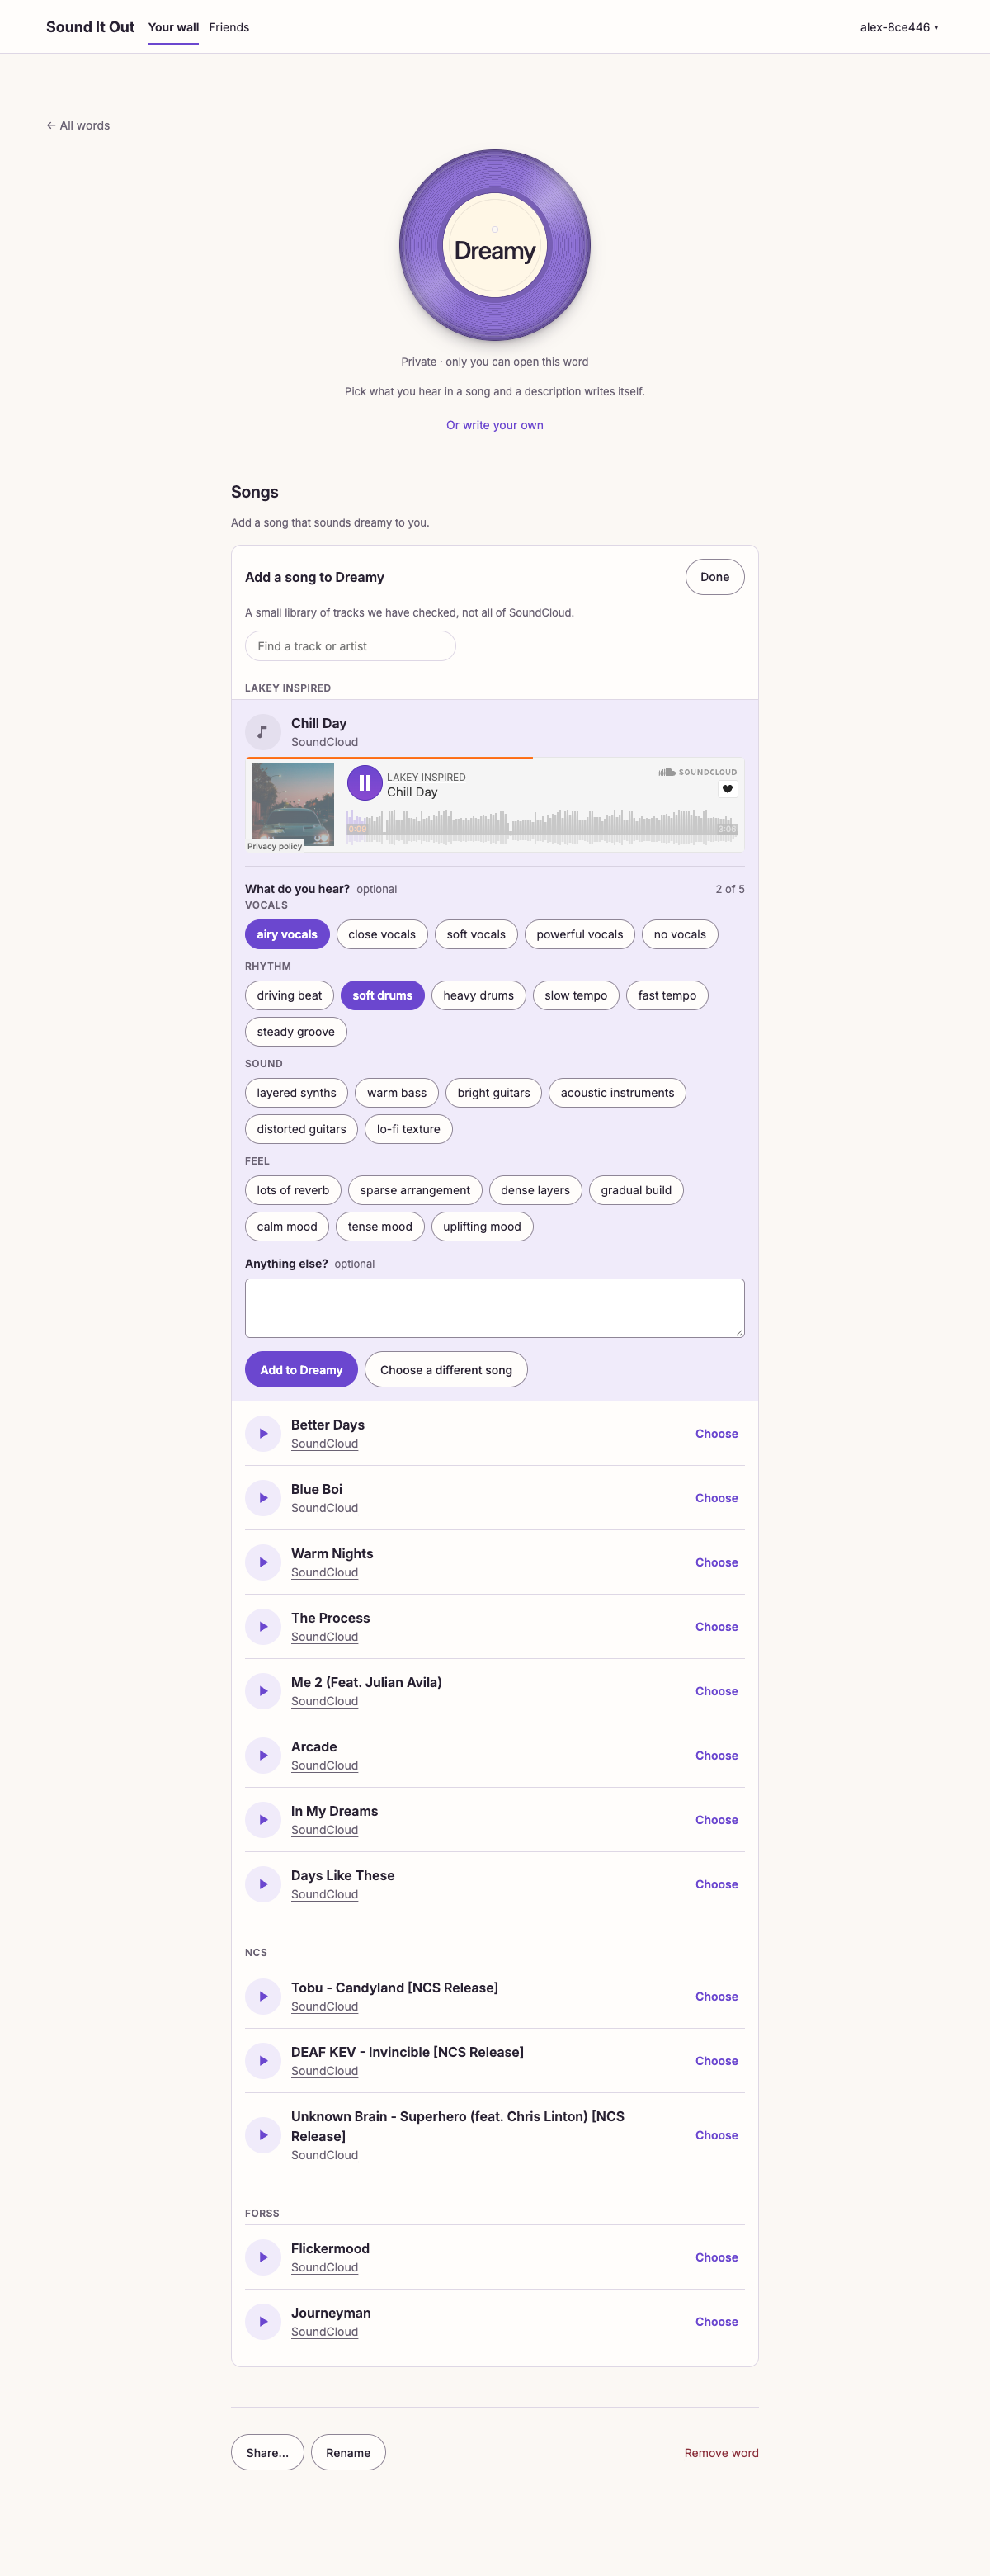 Sound It Out
Your wall
Friends
alex-8ce446 ▾
← All words
Dreamy
Private · only you can open this word
Pick what you hear in a song and a description writes itself.
Or write your own
Songs
Add a song that sounds dreamy to you.
Add a song to Dreamy
Done
A small library of tracks we have checked, not all of SoundCloud.
Find a track or artist
LAKEY INSPIRED
Chill Day
SoundCloud
LAKEY INSPIRED
Chill Day
SOUNDCLOUD
0:00
3:00
Privacy policy
What do you hear? optional
2 of 5
VOCALS
airy vocals
close vocals
soft vocals
powerful vocals
no vocals
RHYTHM
driving beat
soft drums
heavy drums
slow tempo
fast tempo
steady groove
SOUND
layered synths
warm bass
bright guitars
acoustic instruments
distorted guitars
lo-fi texture
FEEL
lots of reverb
sparse arrangement
dense layers
gradual build
calm mood
tense mood
uplifting mood
Anything else? optional
Add to Dreamy
Choose a different song
Better Days
SoundCloud
Choose
Blue Boi
SoundCloud
Choose
Warm Nights
SoundCloud
Choose
The Process
SoundCloud
Choose
Me 2 (Feat. Julian Avila)
SoundCloud
Choose
Arcade
SoundCloud
Choose
In My Dreams
SoundCloud
Choose
Days Like These
SoundCloud
Choose
NCS
Tobu - Candyland [NCS Release]
SoundCloud
Choose
DEAF KEV - Invincible [NCS Release]
SoundCloud
Choose
Unknown Brain - Superhero (feat. Chris Linton) [NCS
Release]
SoundCloud
Choose
FORSS
Flickermood
SoundCloud
Choose
Journeyman
SoundCloud
Choose
Share...
Rename
Remove word